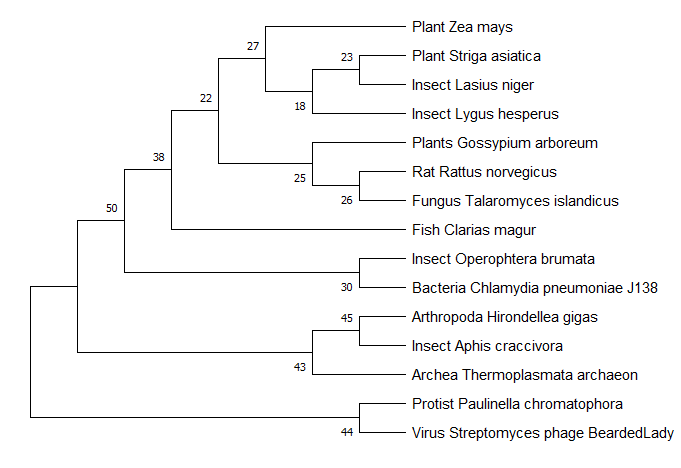 Plant Zea mays
27
Plant Striga asiatica
23
Insect Lasius niger
22
18
Insect Lygus hesperus
Plants Gossypium arboreum
38
Rat Rattus norvegicus
25
26
Fungus Talaromyces islandicus
50
Fish Clarias magur
Insect Operophtera brumata
30
Bacteria Chlamydia pneumoniae J138
45
Arthropoda Hirondellea gigas
Insect Aphis craccivora
43
Archea Thermoplasmata archaeon
Protist Paulinella chromatophora
44
Virus Streptomyces phage BeardedLady